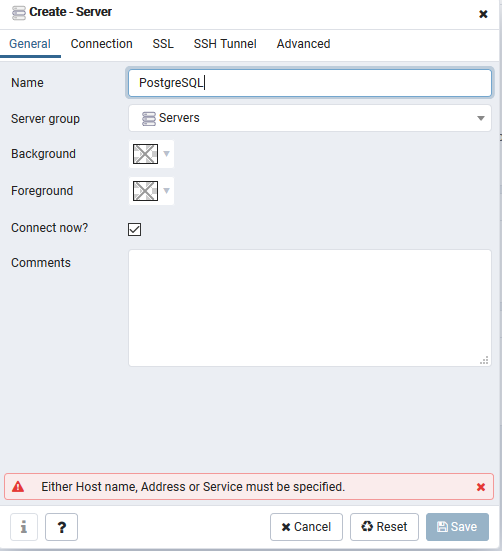 Create - Server
General Connection SSL SSH Tunnel Advanced
Name PostgreSQL
Server group Servers
Background
Foreground
Connect now?
Comments
Either Host name, Address or Service must be specified.
i ? Cancel Reset Save